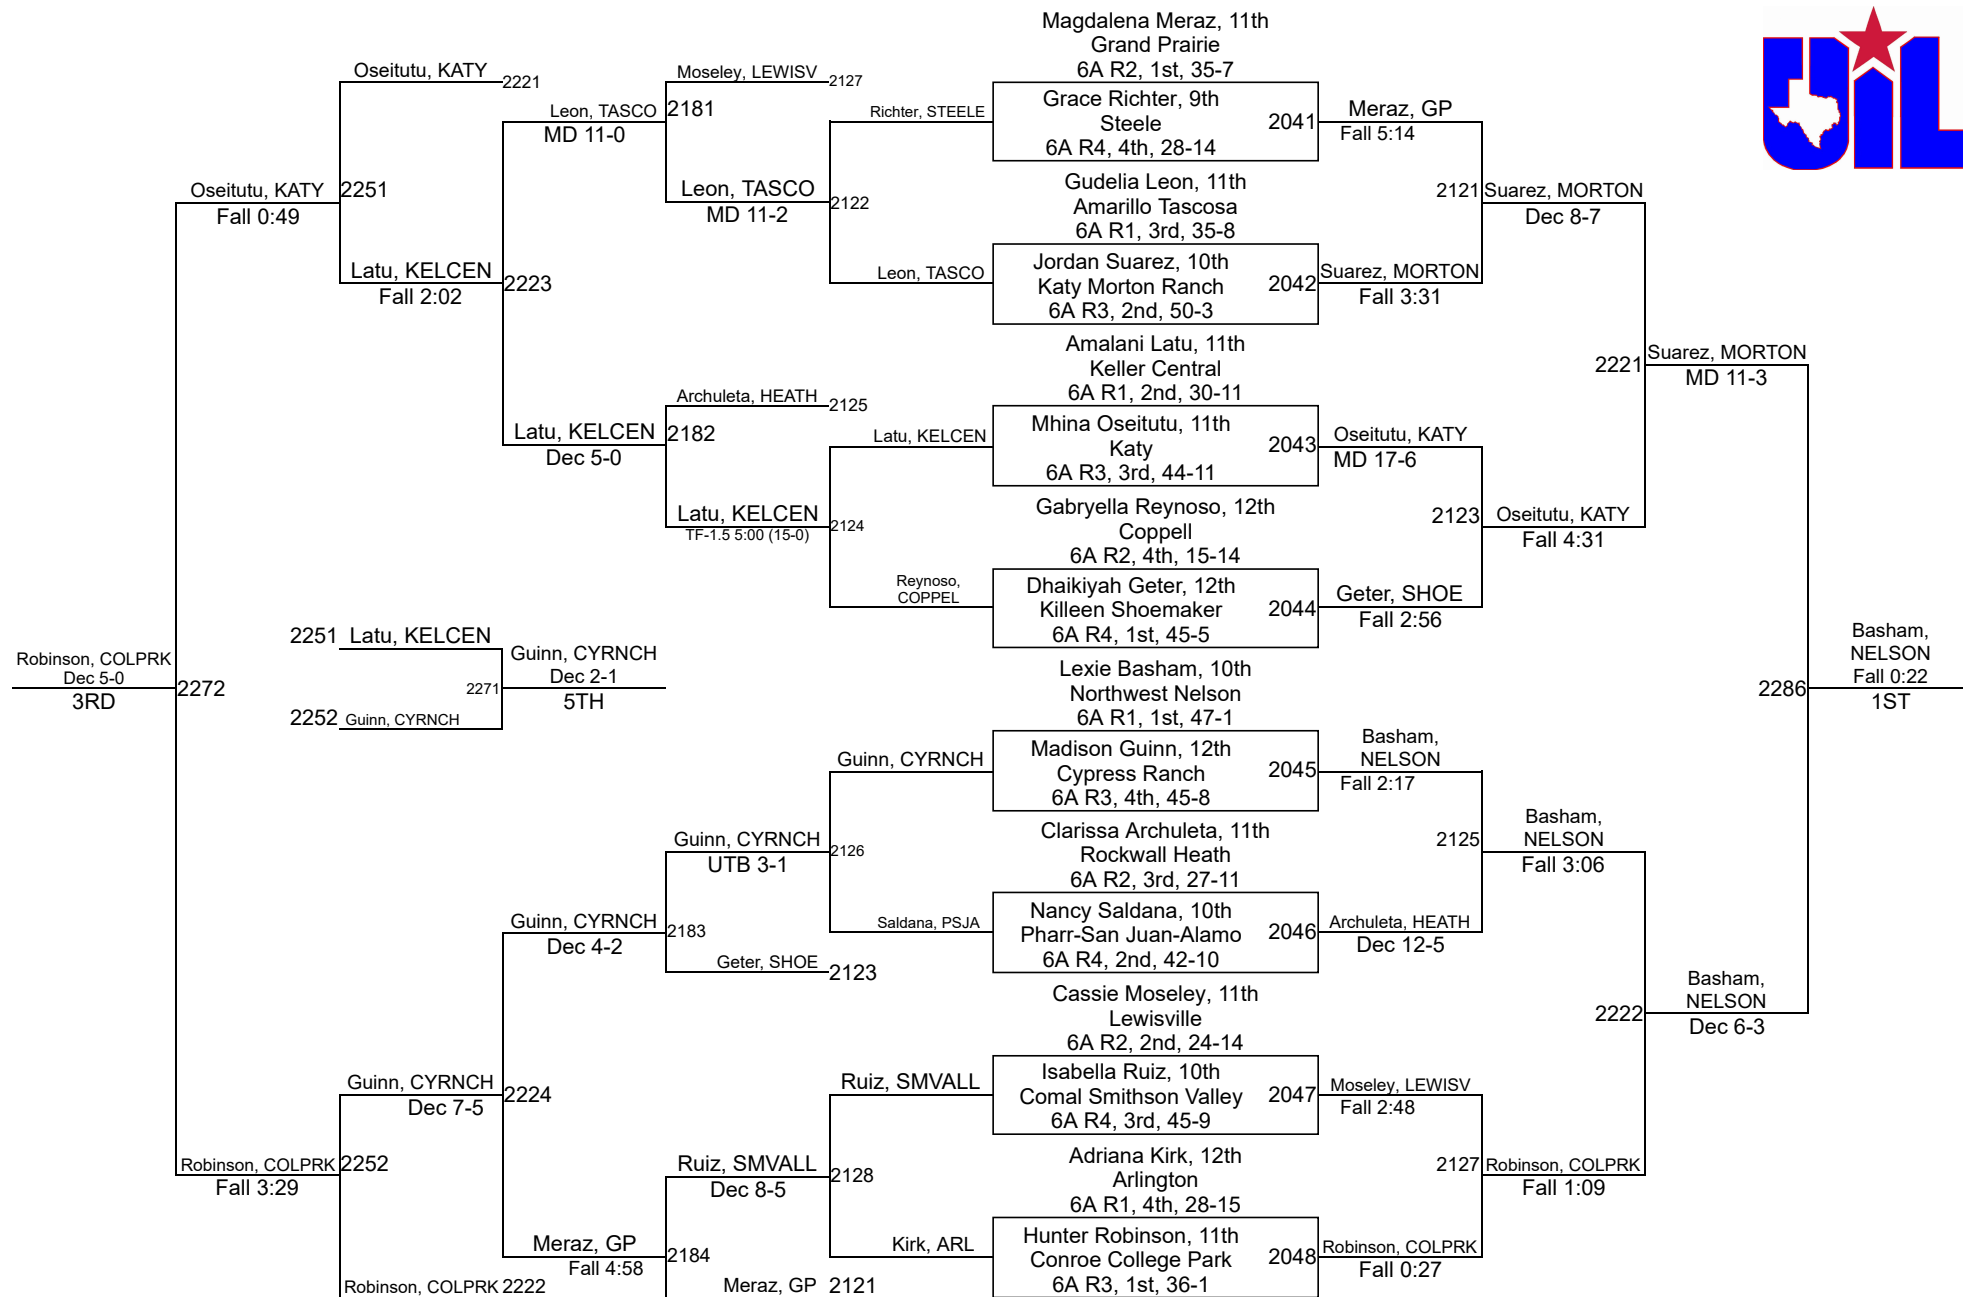 Magdalena Meraz, 11th
Grand Prairie
6A R2, 1st, 35-7
Grace Richter, 9th
Steele
6A R4, 4th, 28-14
2041
Gudelia Leon, 11th
Amarillo Tascosa
6A R1, 3rd, 35-8
Jordan Suarez, 10th
Katy Morton Ranch
6A R3, 2nd, 50-3
2042
Amalani Latu, 11th
Keller Central
6A R1, 2nd, 30-11
Mhina Oseitutu, 11th
Katy
6A R3, 3rd, 44-11
2043
Gabryella Reynoso, 12th
Coppell
6A R2, 4th, 15-14
Dhaikiyah Geter, 12th
Killeen Shoemaker
6A R4, 1st, 45-5
2044
Lexie Basham, 10th
Northwest Nelson
6A R1, 1st, 47-1
Madison Guinn, 12th
Cypress Ranch
6A R3, 4th, 45-8
2045
Clarissa Archuleta, 11th
Rockwall Heath
6A R2, 3rd, 27-11
Nancy Saldana, 10th
Pharr-San Juan-Alamo
6A R4, 2nd, 42-10
2046
Cassie Moseley, 11th
Lewisville
6A R2, 2nd, 24-14
Isabella Ruiz, 10th
Comal Smithson Valley
6A R4, 3rd, 45-9
2047
Adriana Kirk, 12th
Arlington
6A R1, 4th, 28-15
Hunter Robinson, 11th
Conroe College Park
6A R3, 1st, 36-1
2048
Meraz, GP
Fall 5:14
2121
Suarez, MORTON
Fall 3:31
Oseitutu, KATY
MD 17-6
2123
Geter, SHOE
Fall 2:56
Basham,
NELSON
Fall 2:17
2125
Archuleta, HEATH
Dec 12-5
Moseley, LEWISV
Fall 2:48
2127
Robinson, COLPRK
Fall 0:27
Suarez, MORTON
Dec 8-7
2221
Oseitutu, KATY
Fall 4:31
Basham,
NELSON
Fall 3:06
2222
Robinson, COLPRK
Fall 1:09
Suarez, MORTON
MD 11-3
2286
Basham,
NELSON
Dec 6-3
Basham,
NELSON
Fall 0:22
1ST
UIL
Richter, STEELE
2122
Leon, TASCO
Latu, KELCEN
2124
Reynoso,
COPPEL
Guinn, CYRNCH
2126
Saldana, PSJA
Ruiz, SMVALL
2128
Kirk, ARL
Moseley, LEWISV
2127
2181
Leon, TASCO
MD 11-2
Archuleta, HEATH
2125
2182
Latu, KELCEN
TF-1.5 5:00 (15-0)
Guinn, CYRNCH
UTB 3-1
2183
Geter, SHOE
2123
Ruiz, SMVALL
Dec 8-5
2184
Meraz, GP
2121
Leon, TASCO
MD 11-0
2223
Latu, KELCEN
Dec 5-0
Guinn, CYRNCH
Dec 4-2
2224
Meraz, GP
Fall 4:58
Oseitutu, KATY
2221
2251
Latu, KELCEN
Fall 2:02
Guinn, CYRNCH
Dec 7-5
2252
Robinson, COLPRK
2222
Oseitutu, KATY
Fall 0:49
2272
Robinson, COLPRK
Fall 3:29
Robinson, COLPRK
Dec 5-0
3RD
2251
Latu, KELCEN
2271
2252
Guinn, CYRNCH
Guinn, CYRNCH
Dec 2-1
5TH